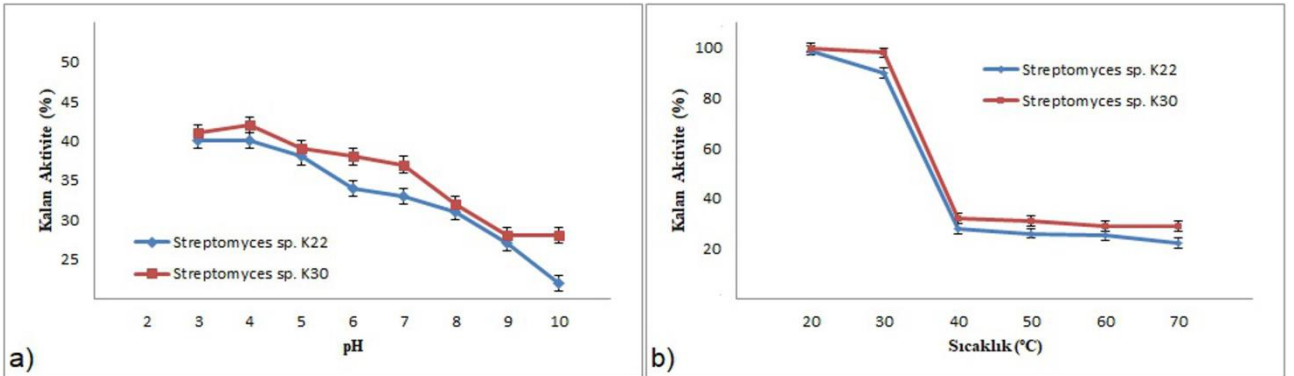 Kalan Aktivite (%)
50
45
40
35
30
25
Streptomyces sp. K22
Streptomyces sp. K30
2 3 4 5 6 7 8 9 10
pH
a)
Kalan Aktivite (%)
100
80
60
40
20
Streptomyces sp. K22
Streptomyces sp. K30
20 30 40 50 60 70
Sıcaklık (°C)
b)